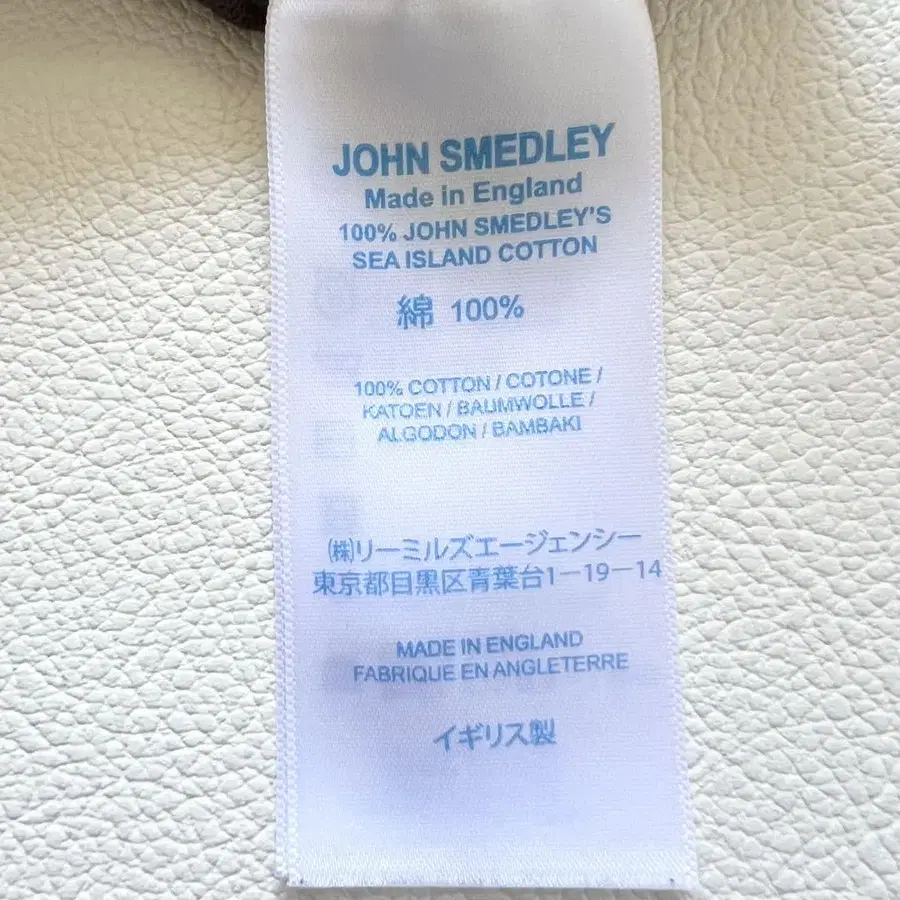 JOHN SMEDLEY
Made in England
100% JOHN SMEDLEY'S
SEA ISLAND COTTON
綿 100%
100% COTTON / COTONE /
KATOEN / BAUMWOLLE /
ALGODON / BAMBAKI
㈱リーミルズエージェンシー
東京都目黒区青葉台1-19-14
MADE IN ENGLAND
FABRIQUE EN ANGLETERRE
イギリス製